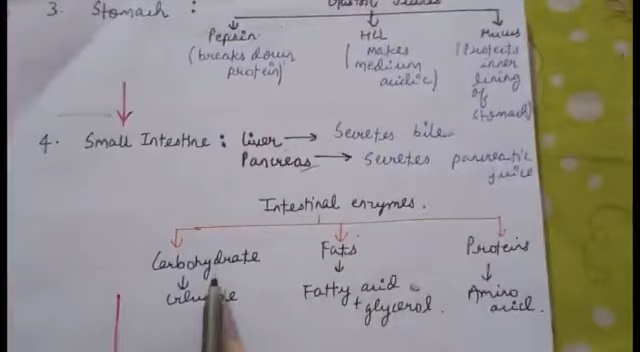 3. Stomach :
Pepsin HCl Mucus
(breaks down protein) (makes medium acidic) (Protects inner lining of stomach)
4. Small Intestine : Liver → Secretes bile
Pancreas → Secretes pancreatic juice
Intestinal enzymes.
Carbohydrate Fats Proteins
Fatty acid + glycerol. Amino acid.